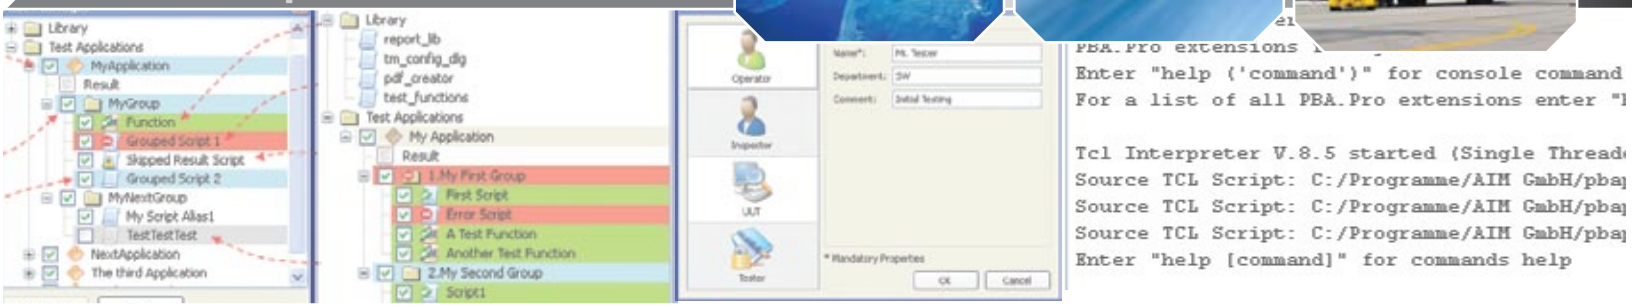 Library
Test Applications
MyApplication
Result
MyGroup
Function
Grouped Script 1
Skipped Result Script
Grouped Script 2
MyNextGroup
My Script Alias1
TestTestTest
NextApplication
The third Application
Library
report_lib
tm_config_dlg
pdf_creator
test_functions
Test Applications
My Application
Result
1.My First Group
First Script
Error Script
A Test Function
Another Test Function
2.My Second Group
Script1
Operator
Inspector
UUT
Tester
Name*: Mr. Tester
Department: SW
Comment: Initial Testing
* Mandatory Properties
OK Cancel
PBA.Pro extensions
Enter "help ('command')" for console command
For a list of all PBA.Pro extensions enter "
Tcl Interpreter V.8.5 started (Single Thread
Source TCL Script: C:/Programme/AIM GmbH/pba
Source TCL Script: C:/Programme/AIM GmbH/pba
Source TCL Script: C:/Programme/AIM GmbH/pba
Enter "help [command]" for commands help